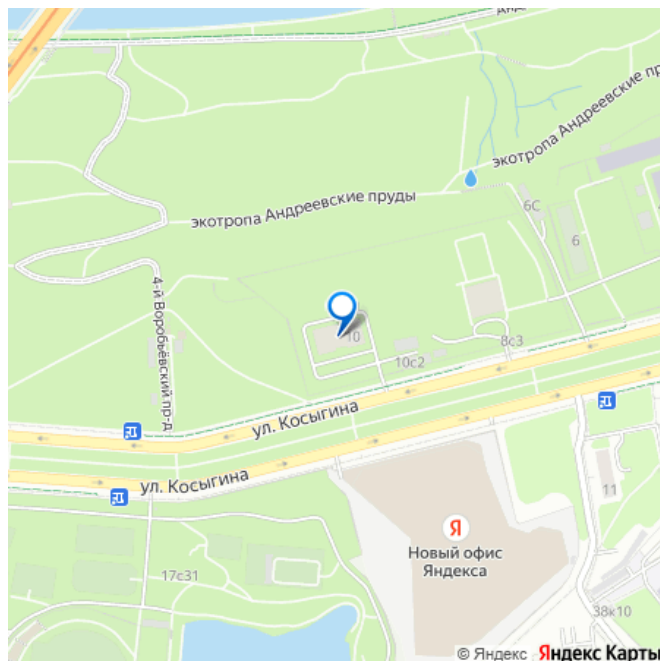 экотропа Андреевские пр
экотропа Андреевские пруды
6С
6
4-й Воробьёвский пр-д
10
10с2
8с3
ул. Косыгина
ул. Косыгина
11
Я
Новый офис
Яндекса
17с31
38к10
© Яндекс Яндекс Карты